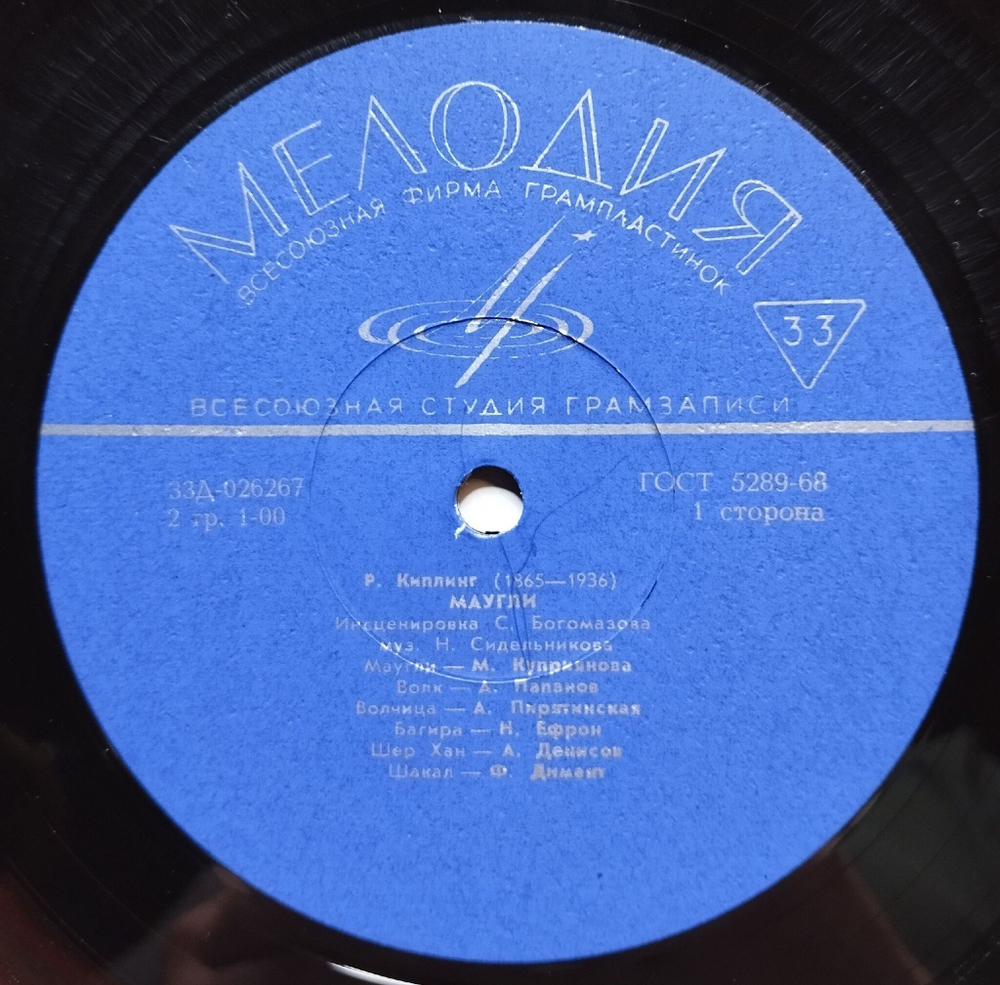 МЕЛОДИЯ
ВСЕСОЮЗНАЯ ФИРМА ГРАМПЛАСТИНОК
33
ВСЕСОЮЗНАЯ СТУДИЯ ГРАМЗАПИСИ
33Д-026267
ГОСТ 5289-68
2 гр. 1-00
1 сторона
Р. Киплинг (1865—1936)
МАУГЛИ
Инсценировка С. Богомазова
муз. Н. Сидельникова
Маугли — М. Куприянова
Волк — А. Папанов
Волчица — А. Пирятинская
Багира — Н. Ефрон
Шер Хан — А. Денисов
Шакал — Ф. Димант